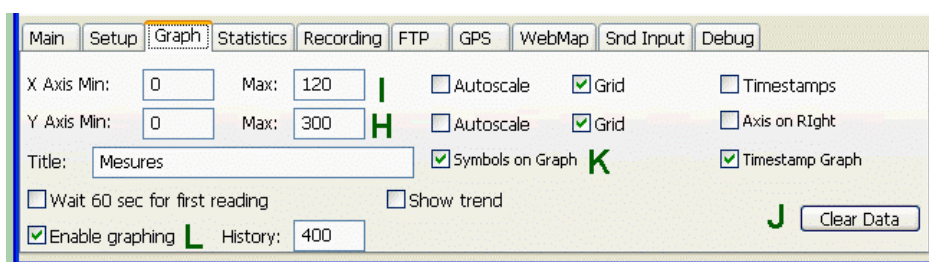 Main Setup Graph Statistics Recording FTP GPS WebMap Snd Input Debug
X Axis Min: 0 Max: 120 I Autoscale Grid Timestamps
Y Axis Min: 0 Max: 300 H Autoscale Grid Axis on RIght
Title: Mesures Symbols on Graph K Timestamp Graph
Wait 60 sec for first reading Show trend
Enable graphing L History: 400 J Clear Data